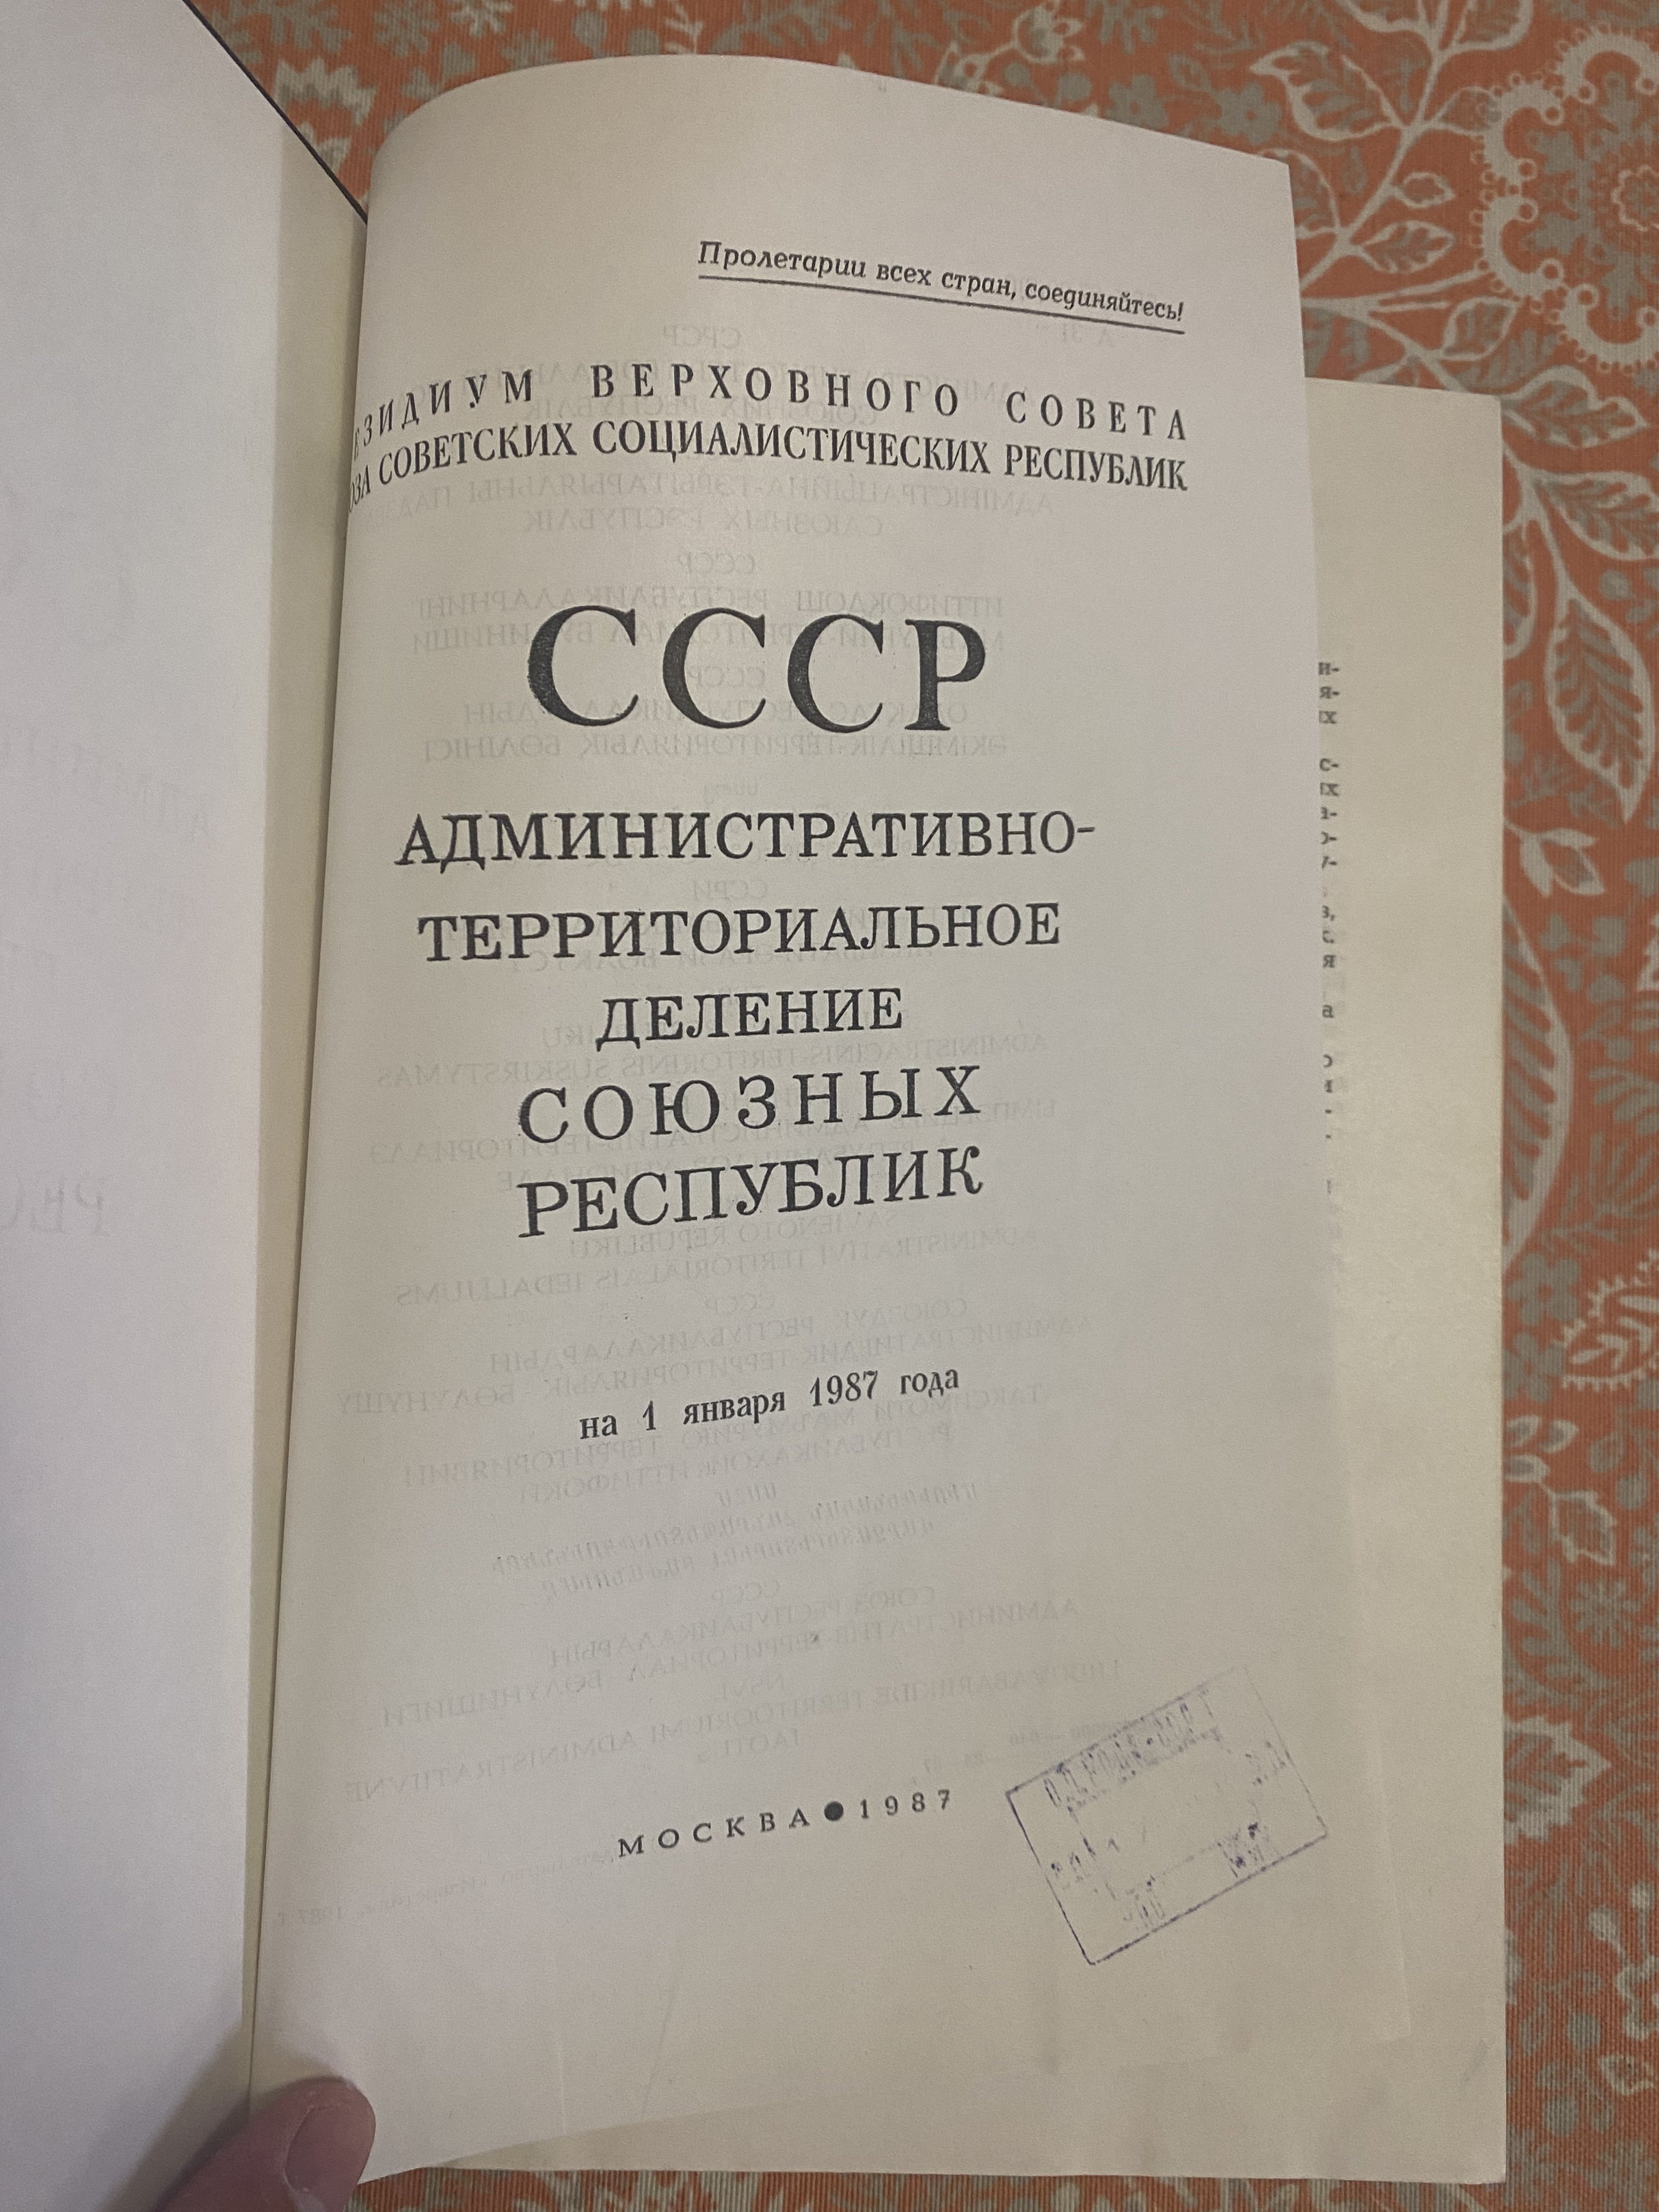 Пролетарии всех стран, соединяйтесь!
ВЕРХОВНОГО СОВЕТА
СОВЕТСКИХ СОЦИАЛИСТИЧЕСКИХ РЕСПУБЛИК
СССР
АДМИНИСТРАТИВНО-
ТЕРРИТОРИАЛЬНОЕ
ДЕЛЕНИЕ
СОЮЗНЫХ
РЕСПУБЛИК
на 1 января 1987 года
МОСКВА●1987